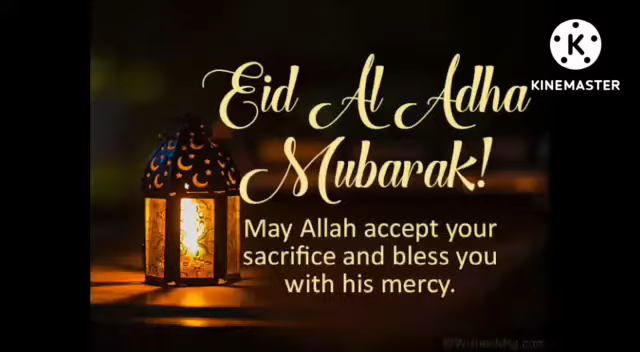 Eid Al Adha
Mubarak!
May Allah accept your
sacrifice and bless you
with his mercy.
KINEMASTER